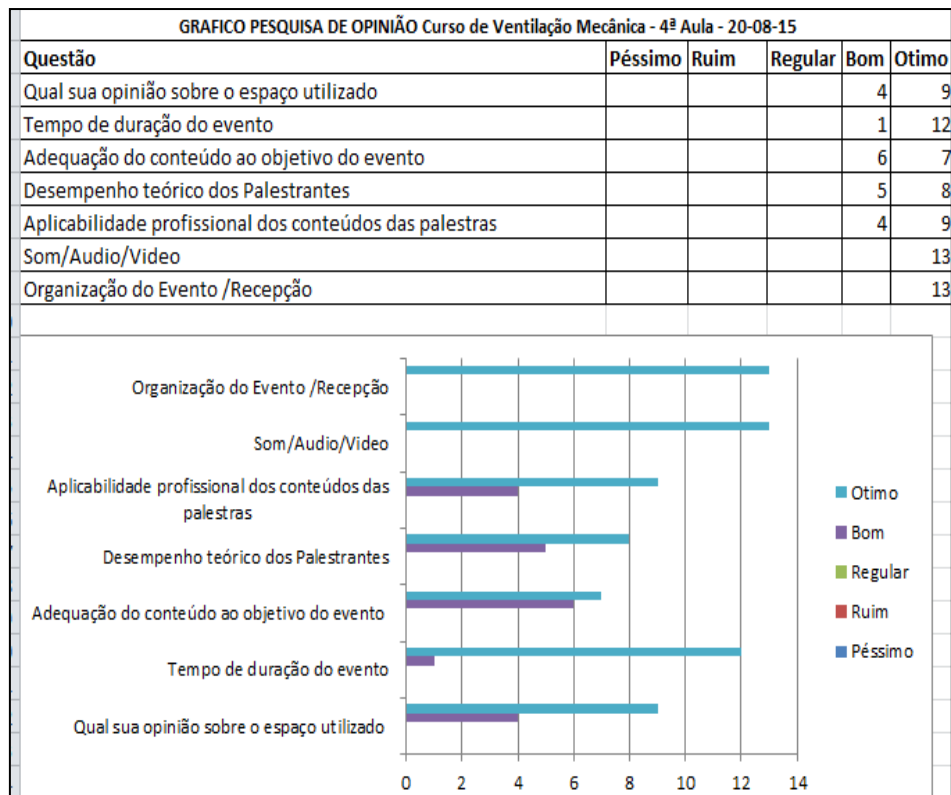 GRAFICO PESQUISA DE OPINIÃO Curso de Ventilação Mecânica - 4ª Aula - 20-08-15
Questão Péssimo Ruim Regular Bom Otimo
Qual sua opinião sobre o espaço utilizado 4 9
Tempo de duração do evento 1 12
Adequação do conteúdo ao objetivo do evento 6 7
Desempenho teórico dos Palestrantes 5 8
Aplicabilidade profissional dos conteúdos das palestras 4 9
Som/Audio/Video 13
Organização do Evento /Recepção 13
Organização do Evento /Recepção
Som/Audio/Video
Aplicabilidade profissional dos conteúdos das
palestras
Desempenho teórico dos Palestrantes
Adequação do conteúdo ao objetivo do evento
Tempo de duração do evento
Qual sua opinião sobre o espaço utilizado
0 2 4 6 8 10 12 14
Otimo
Bom
Regular
Ruim
Péssimo